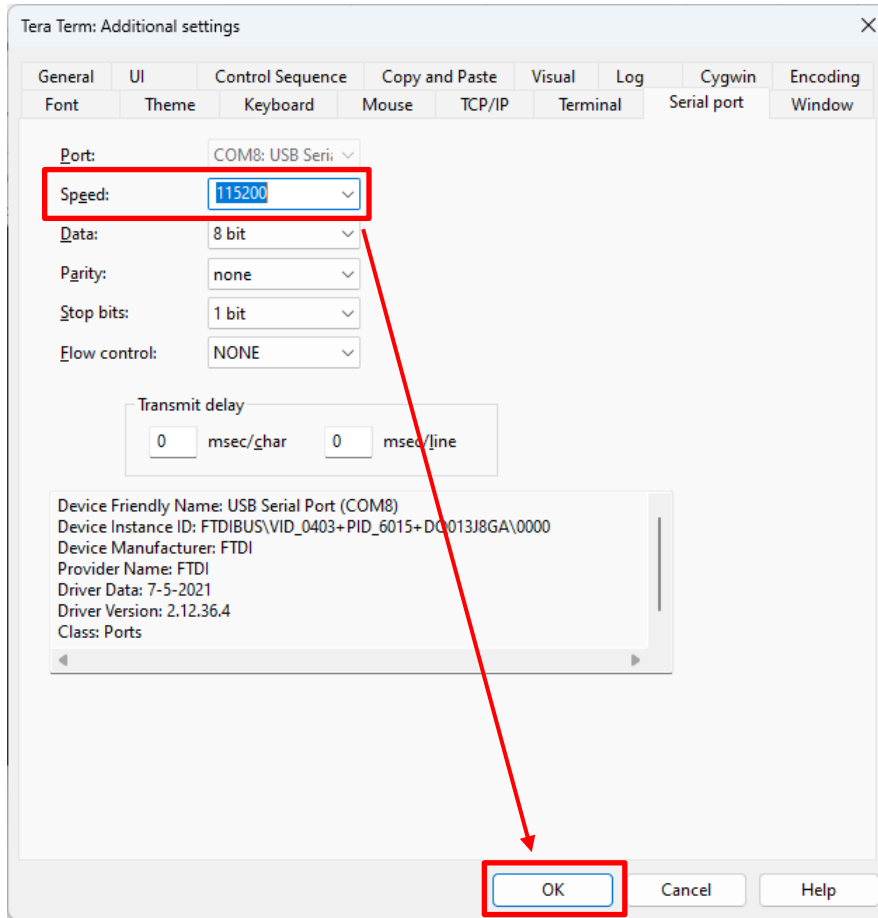 Tera Term: Additional settings
General UI Control Sequence Copy and Paste Visual Log Cygwin Encoding
Font Theme Keyboard Mouse TCP/IP Terminal Serial port Window
Port: COM8: USB Seri
Speed: 115200
Data: 8 bit
Parity: none
Stop bits: 1 bit
Flow control: NONE
Transmit delay
0 msec/char 0 msec/line
Device Friendly Name: USB Serial Port (COM8)
Device Instance ID: FTDIBUS\VID_0403+PID_6015+DO013J8GA\0000
Device Manufacturer: FTDI
Provider Name: FTDI
Driver Data: 7-5-2021
Driver Version: 2.12.36.4
Class: Ports
OK Cancel Help